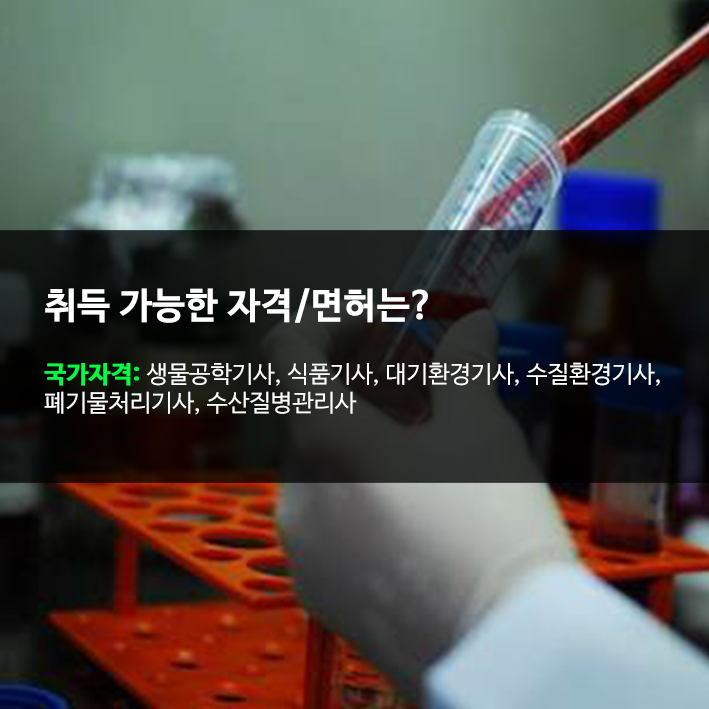 취득 가능한 자격/면허는?
국가자격: 생물공학기사, 식품기사, 대기환경기사, 수질환경기사,
폐기물처리기사, 수산질병관리사